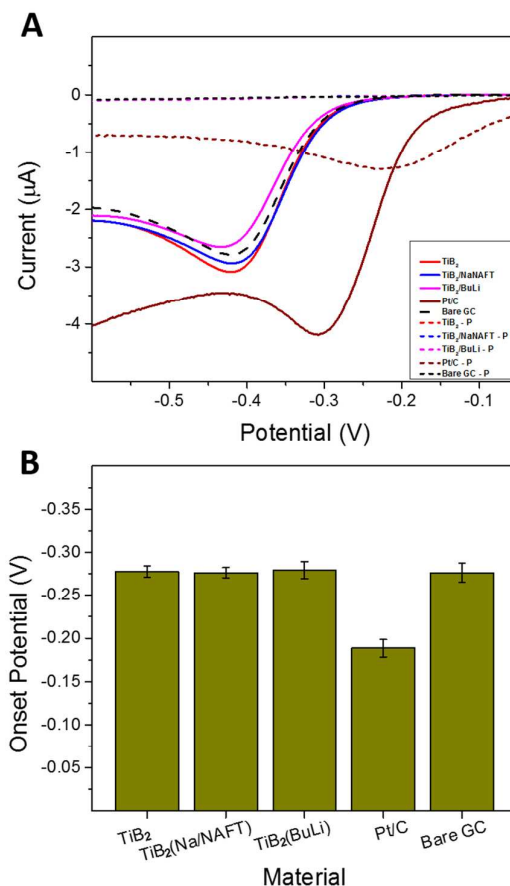 A
0
-1
-2
-3
-4
Current (μA)
-0.5
-0.4
-0.3
-0.2
-0.1
Potential (V)
TiB₂
TiB₂/NaNAFT
TiB₂/BuLi
Pt/C
Bare GC
TiB₂ - P
TiB₂/NaNAFT - P
TiB₂/BuLi - P
Pt/C - P
Bare GC - P
B
-0.35
-0.30
-0.25
-0.20
-0.15
-0.10
-0.05
Onset Potential (V)
TiB₂
TiB₂(Na/NAFT)
TiB₂(BuLi)
Pt/C
Bare GC
Material